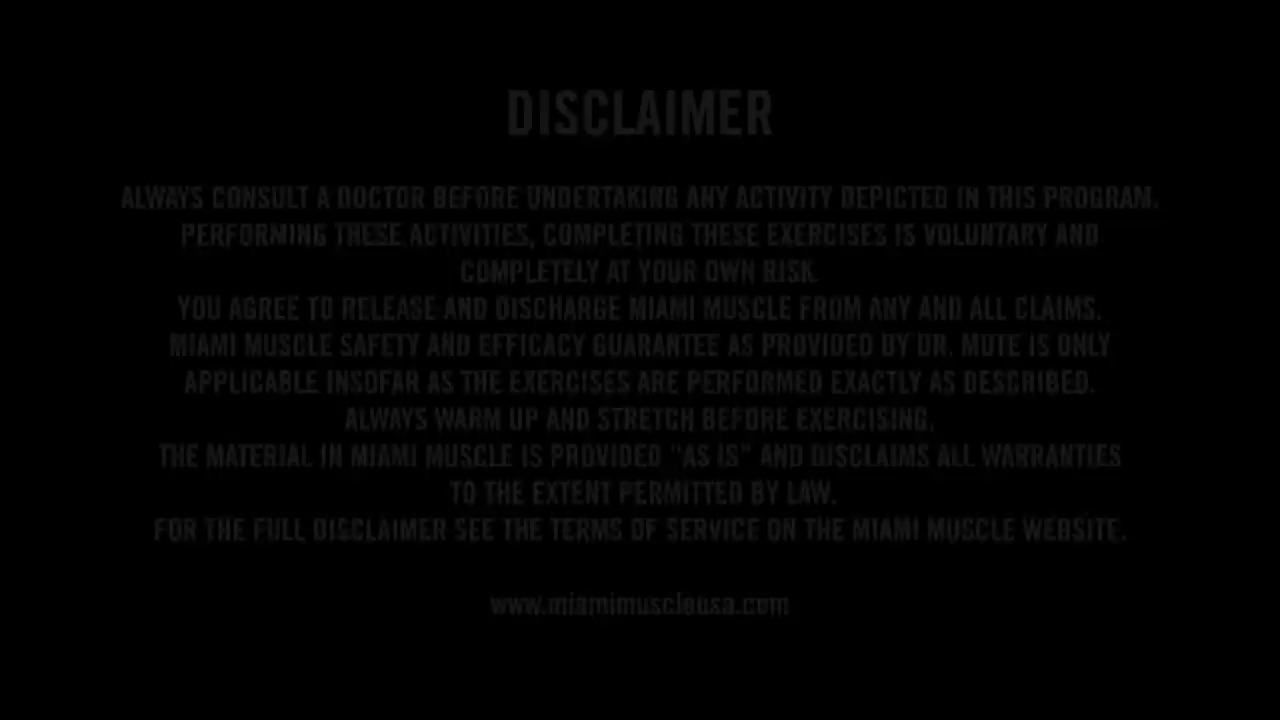 DISCLAIMER
ALWAYS CONSULT A DOCTOR BEFORE UNDERTAKING ANY ACTIVITY DEPICTED IN THIS PROGRAM.
PERFORMING THESE ACTIVITIES, COMPLETING THESE EXERCISES IS VOLUNTARY AND
COMPLETELY AT YOUR OWN RISK.
YOU AGREE TO RELEASE AND DISCHARGE MIAMI MUSCLE FROM ANY AND ALL CLAIMS.
MIAMI MUSCLE SAFETY AND EFFICACY GUARANTEE AS PROVIDED BY DR. MOTE IS ONLY
APPLICABLE INSOFAR AS THE EXERCISES ARE PERFORMED EXACTLY AS DESCRIBED.
ALWAYS WARM UP AND STRETCH BEFORE EXERCISING.
THE MATERIAL IN MIAMI MUSCLE IS PROVIDED "AS IS" AND DISCLAIMS ALL WARRANTIES
TO THE EXTENT PERMITTED BY LAW.
FOR THE FULL DISCLAIMER SEE THE TERMS OF SERVICE ON THE MIAMI MUSCLE WEBSITE.
www.miamimuscleusa.com